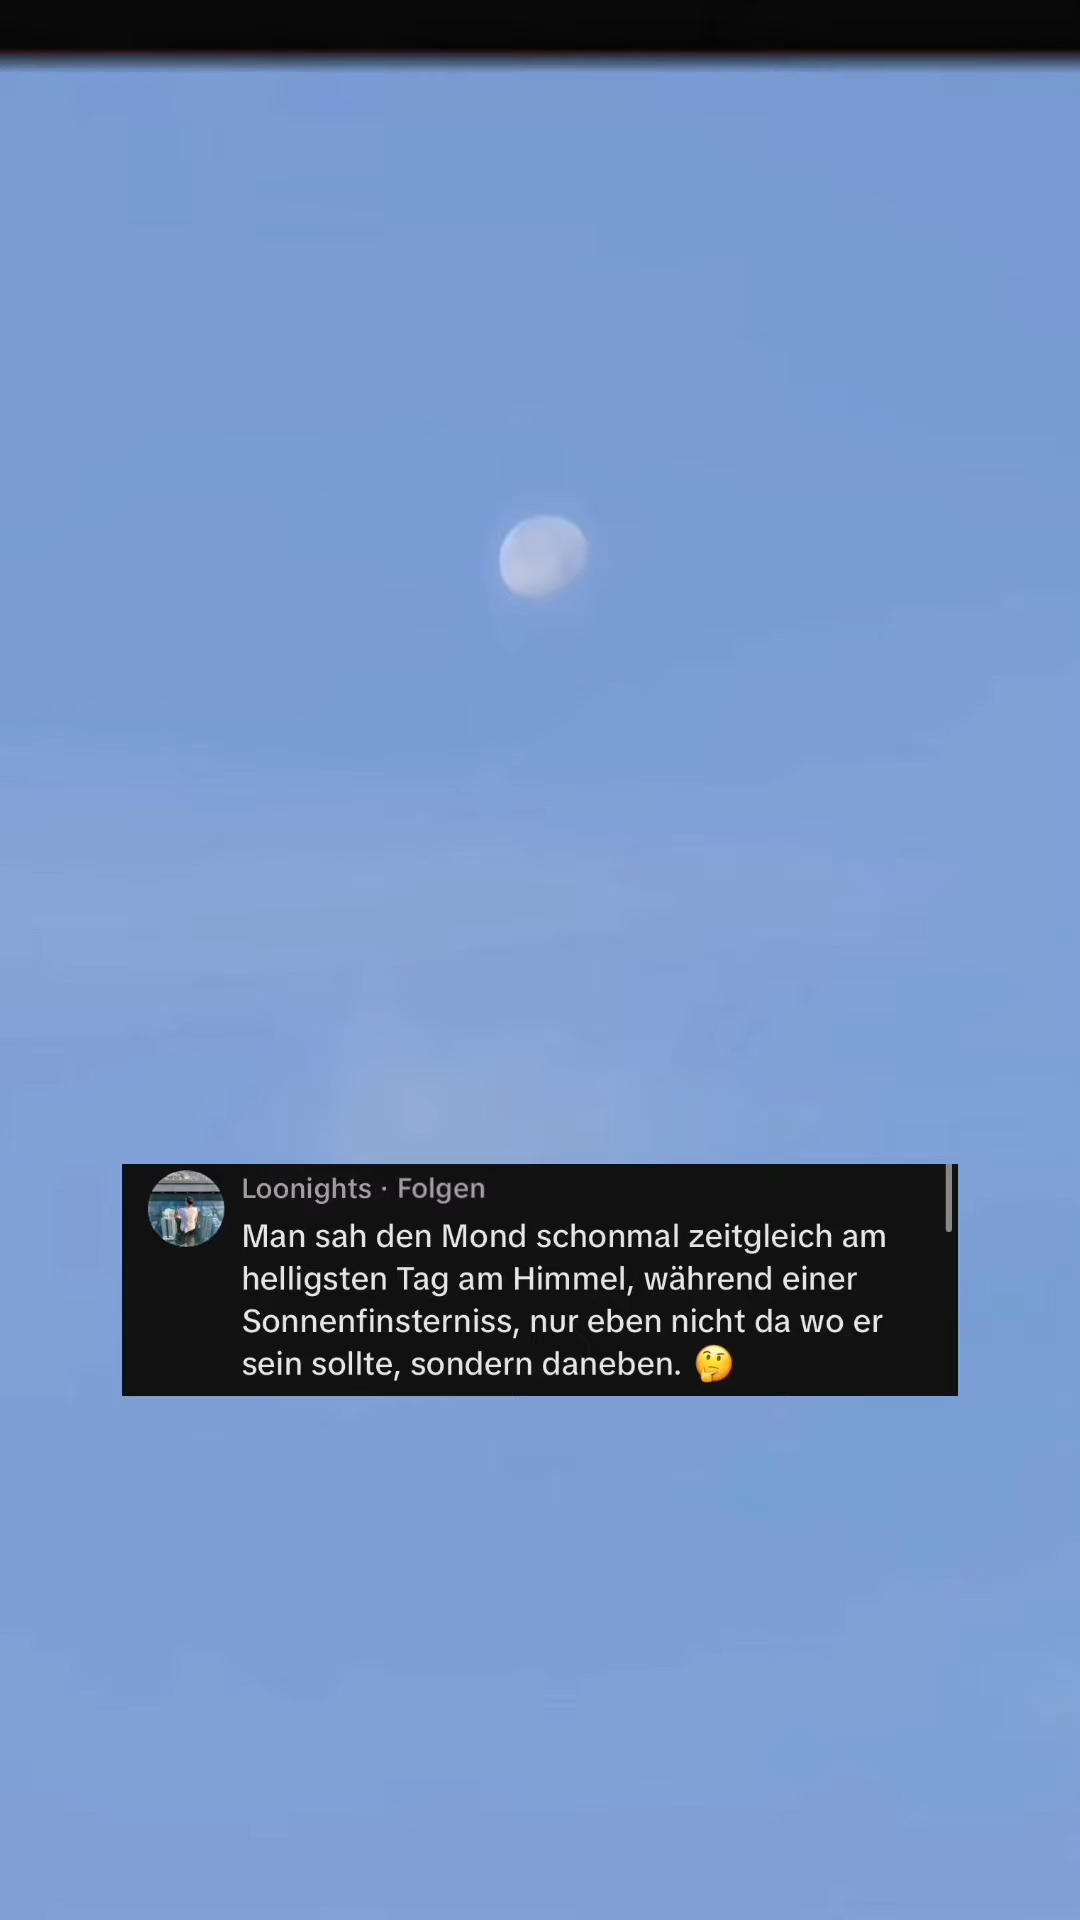 Loonights · Folgen
Man sah den Mond schonmal zeitgleich am
helligsten Tag am Himmel, während einer
Sonnenfinsterniss, nur eben nicht da wo er
sein sollte, sondern daneben. 🤔